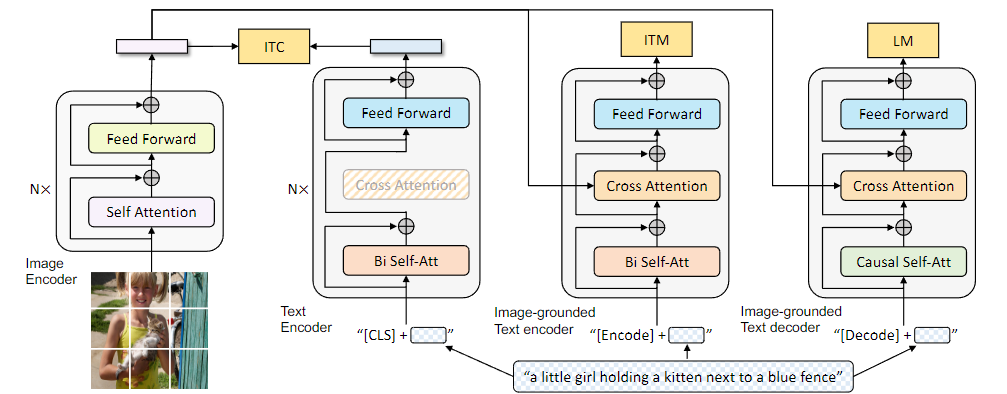 ITC
ITM
LM
Feed Forward
Self Attention
N×
Image
Encoder
Feed Forward
Cross Attention
Bi Self-Att
N×
Text
Encoder
"[CLS] + "
Feed Forward
Cross Attention
Bi Self-Att
Image-grounded
Text encoder
"[Encode] + "
Feed Forward
Cross Attention
Causal Self-Att
Image-grounded
Text decoder
"[Decode] + "
"a little girl holding a kitten next to a blue fence"